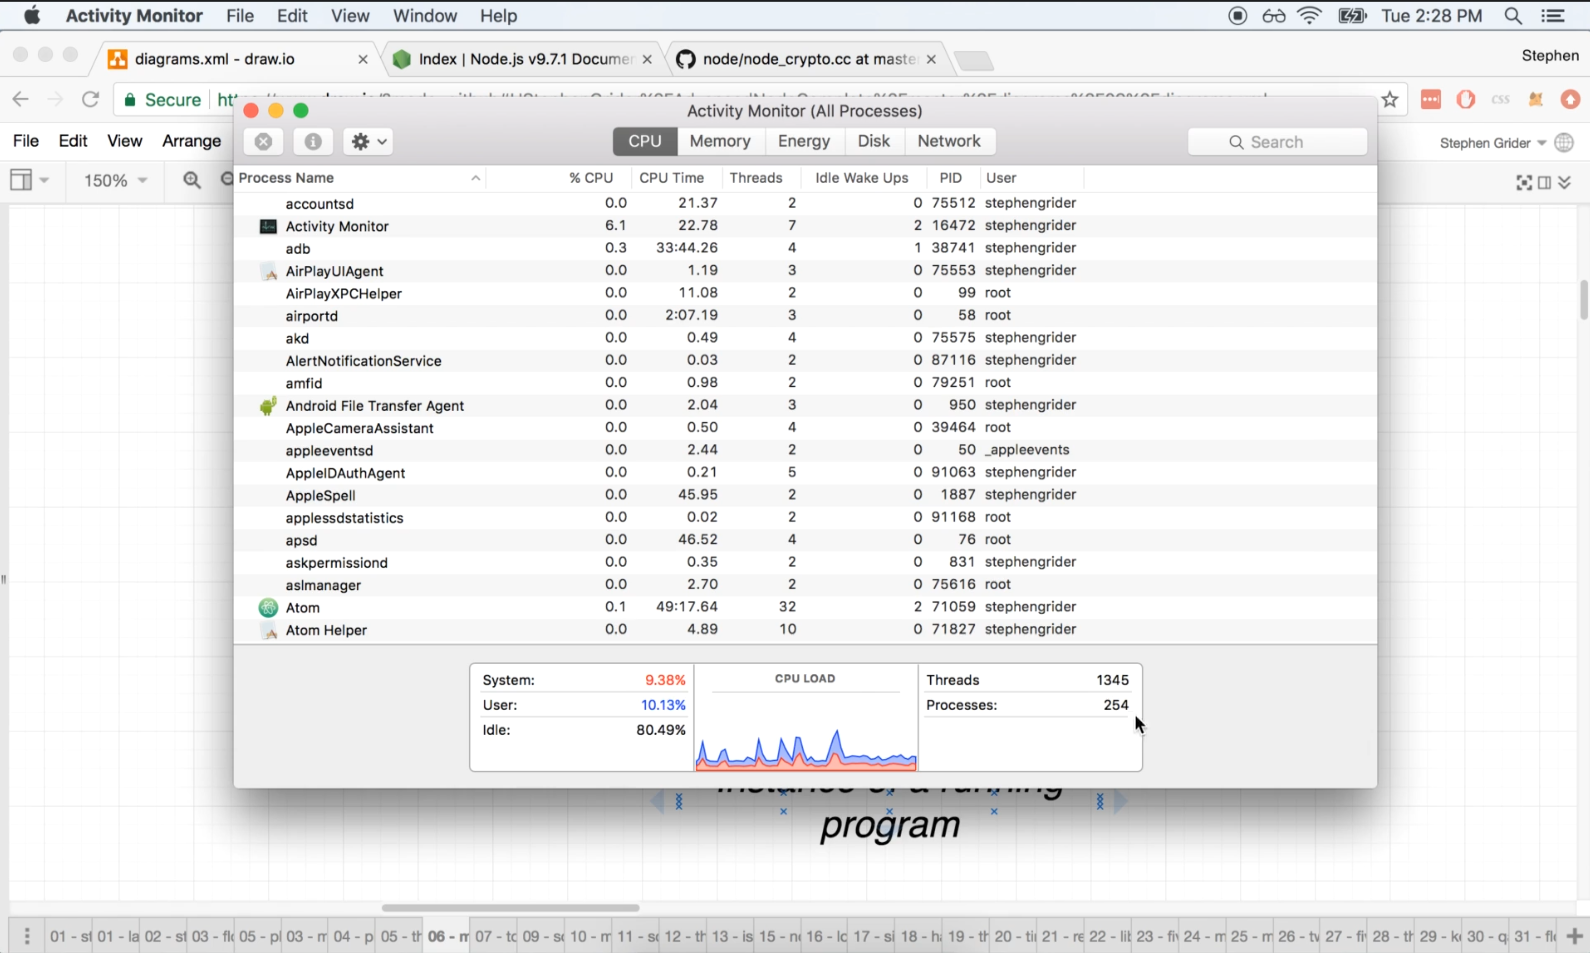 Activity Monitor File Edit View Window Help Tue 2:28 PM
diagrams.xml - draw.io Index | Node.js v9.7.1 Documen node/node_crypto.cc at maste Stephen
Secure
Activity Monitor (All Processes)
File Edit View Arrange CPU Memory Energy Disk Network Search Stephen Grider
150%
Process Name % CPU CPU Time Threads Idle Wake Ups PID User
accountsd 0.0 21.37 2 0 75512 stephengrider
Activity Monitor 6.1 22.78 7 2 16472 stephengrider
adb 0.3 33:44.26 4 1 38741 stephengrider
AirPlayUIAgent 0.0 1.19 3 0 75553 stephengrider
AirPlayXPCHelper 0.0 11.08 2 0 99 root
airportd 0.0 2:07.19 3 0 58 root
akd 0.0 0.49 4 0 75575 stephengrider
AlertNotificationService 0.0 0.03 2 0 87116 stephengrider
amfid 0.0 0.98 2 0 79251 root
Android File Transfer Agent 0.0 2.04 3 0 950 stephengrider
AppleCameraAssistant 0.0 0.50 4 0 39464 root
appleeventsd 0.0 2.44 2 0 50 _appleevents
AppleIDAuthAgent 0.0 0.21 5 0 91063 stephengrider
AppleSpell 0.0 45.95 2 0 1887 stephengrider
applessdstatistics 0.0 0.02 2 0 91168 root
apsd 0.0 46.52 4 0 76 root
askpermissiond 0.0 0.35 2 0 831 stephengrider
aslmanager 0.0 2.70 2 0 75616 root
Atom 0.1 49:17.64 32 2 71059 stephengrider
Atom Helper 0.0 4.89 10 0 71827 stephengrider
System: 9.38% CPU LOAD Threads 1345
User: 10.13% Processes: 254
Idle: 80.49%
instance of a running
program
01 - st 01 - la 02 - st 03 - flo 05 - pl 03 - m 04 - p 05 - th 06 - m 07 - to 09 - so 10 - m 11 - so 12 - th 13 - is 15 - no 16 - lo 17 - si 18 - ha 19 - th 20 - ti 21 - re 22 - lib 23 - fi 24 - m 25 - m 26 - tw 27 - fi 28 - th 29 - ke 30 - q 31 - flo